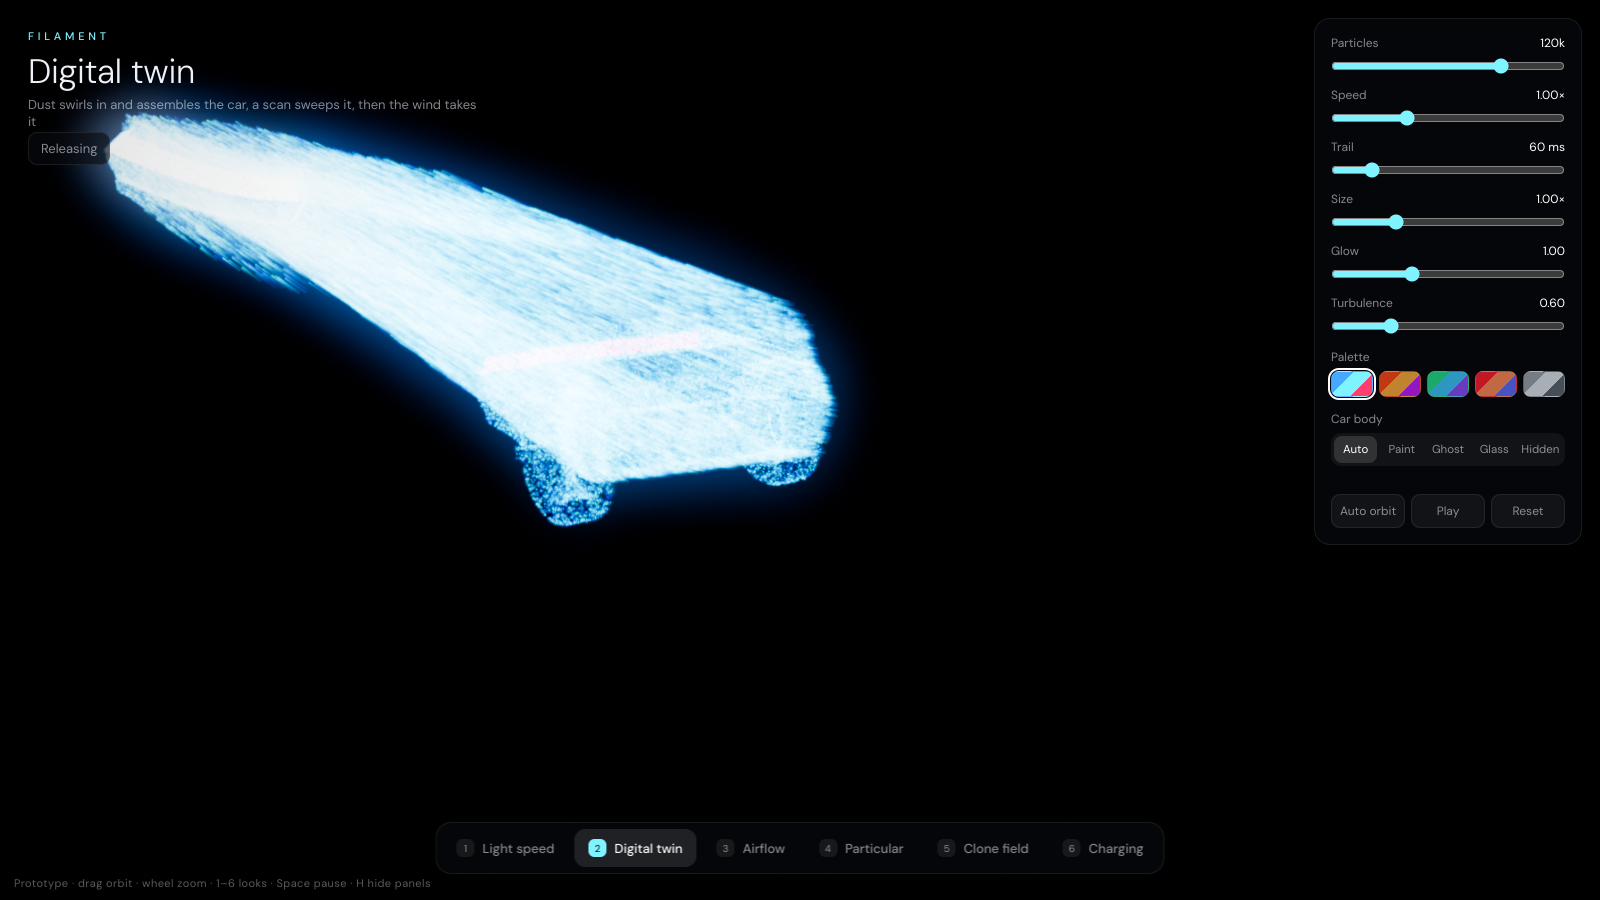 FILAMENT
Digital twin
Dust swirls in and assembles the car, a scan sweeps it, then the wind takes
it
Releasing
Particles 120k
Speed 1.00×
Trail 60 ms
Size 1.00×
Glow 1.00
Turbulence 0.60
Palette
Car body
Auto Paint Ghost Glass Hidden
Auto orbit Play Reset
1 Light speed 2 Digital twin 3 Airflow 4 Particular 5 Clone field 6 Charging
Prototype · drag orbit · wheel zoom · 1–6 looks · Space pause · H hide panels